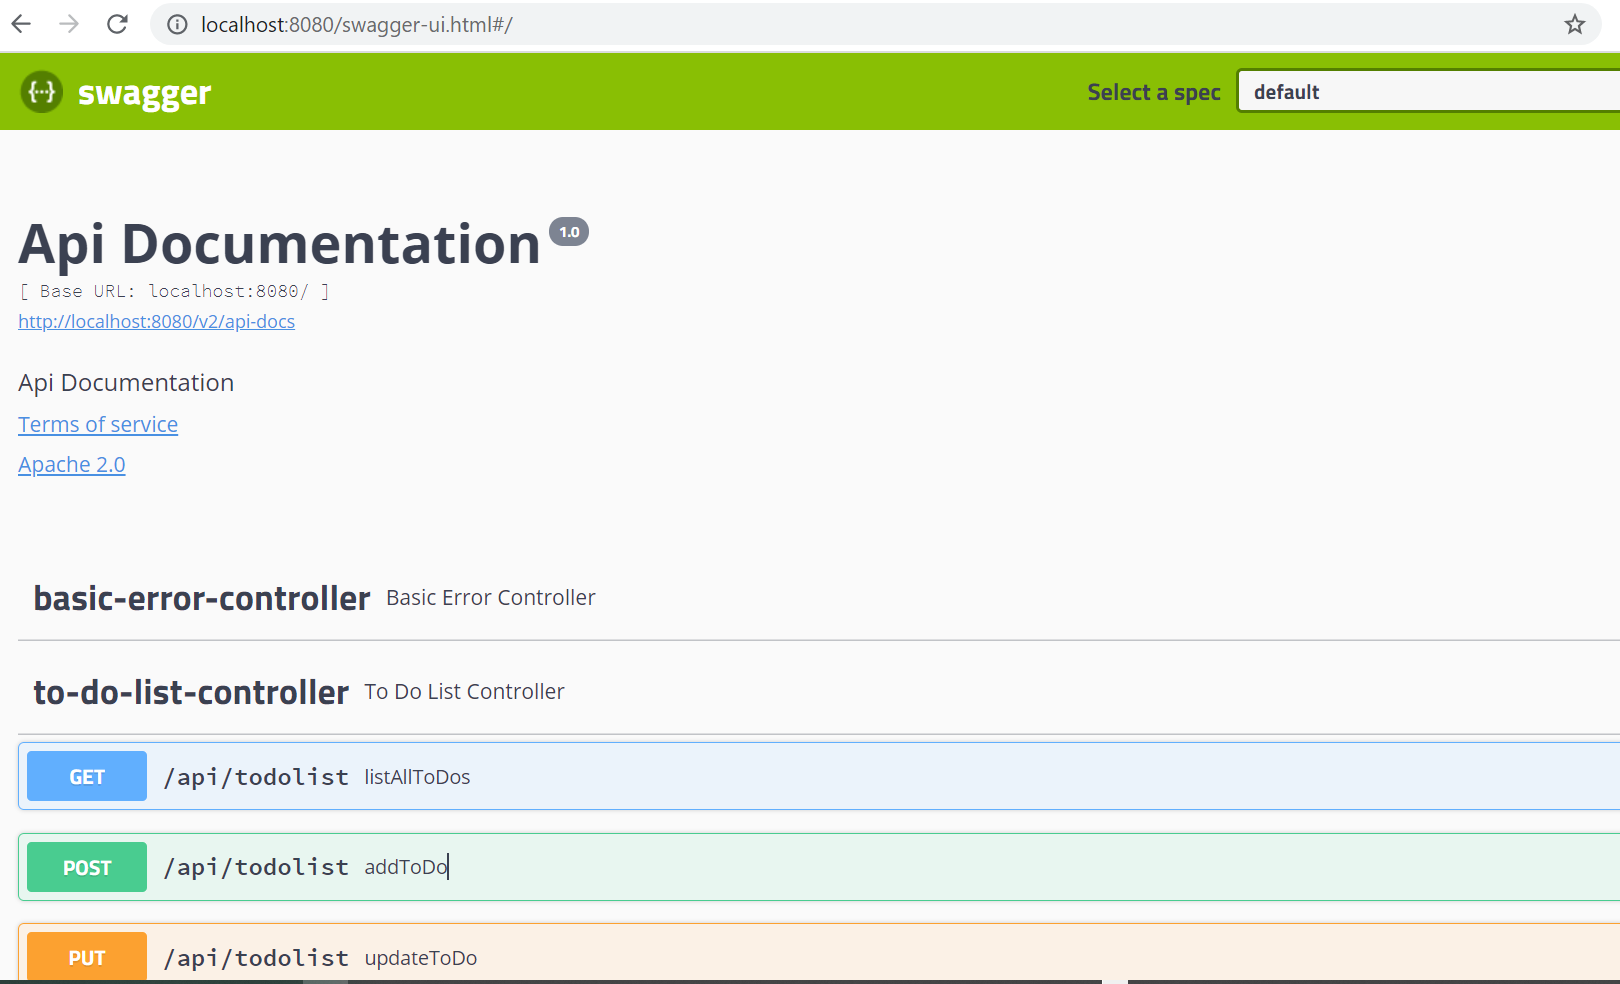 localhost:8080/swagger-ui.html#/
{···} swagger Select a spec default
Api Documentation 1.0
[ Base URL: localhost:8080/ ]
http://localhost:8080/v2/api-docs
Api Documentation
Terms of service
Apache 2.0
basic-error-controller Basic Error Controller
to-do-list-controller To Do List Controller
GET /api/todolist listAllToDos
POST /api/todolist addToDo
PUT /api/todolist updateToDo